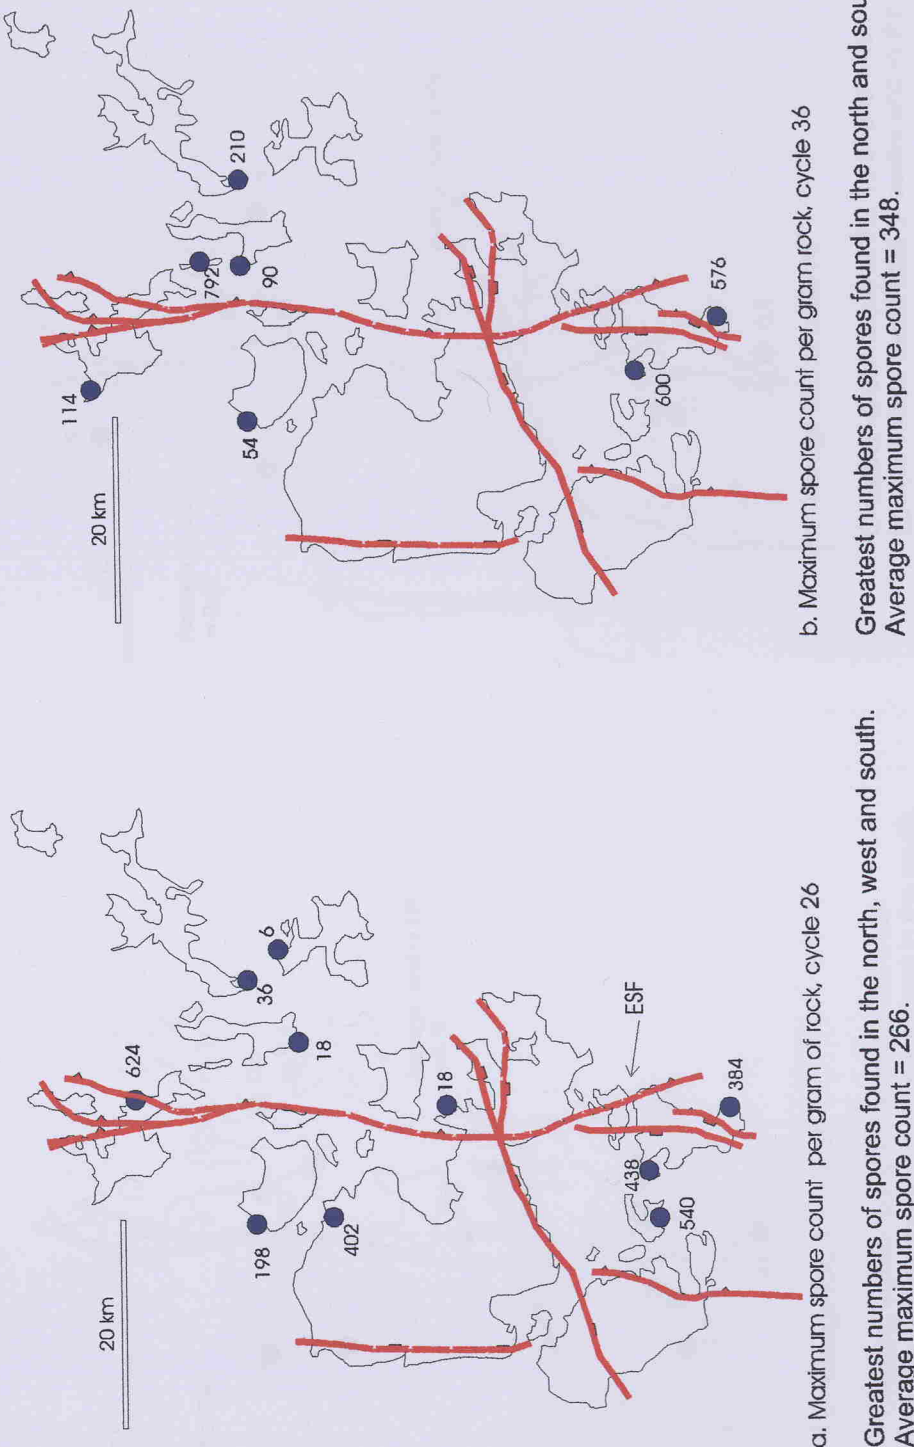 20 km
624
36
6
18
198
402
18
ESF
438
540
384
a. Maximum spore count per gram of rock, cycle 26
Greatest numbers of spores found in the north, west and south.
Average maximum spore count = 266.
20 km
114
792
210
90
54
600
576
b. Maximum spore count per gram rock, cycle 36
Greatest numbers of spores found in the north and
Average maximum spore count = 348.